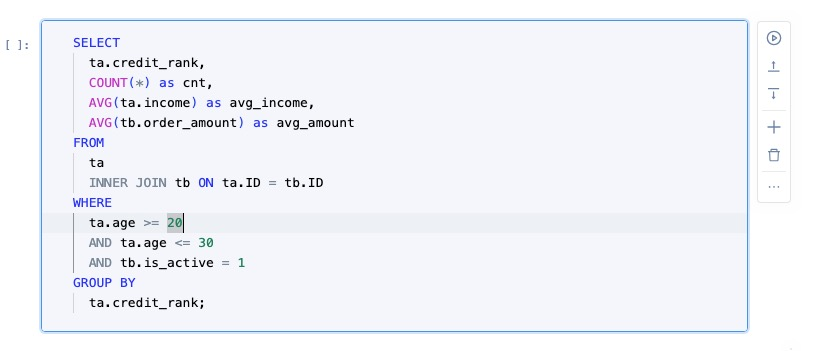 [ ]:
SELECT
ta.credit_rank,
COUNT(*) as cnt,
AVG(ta.income) as avg_income,
AVG(tb.order_amount) as avg_amount
FROM
ta
INNER JOIN tb ON ta.ID = tb.ID
WHERE
ta.age >= 20
AND ta.age <= 30
AND tb.is_active = 1
GROUP BY
ta.credit_rank;